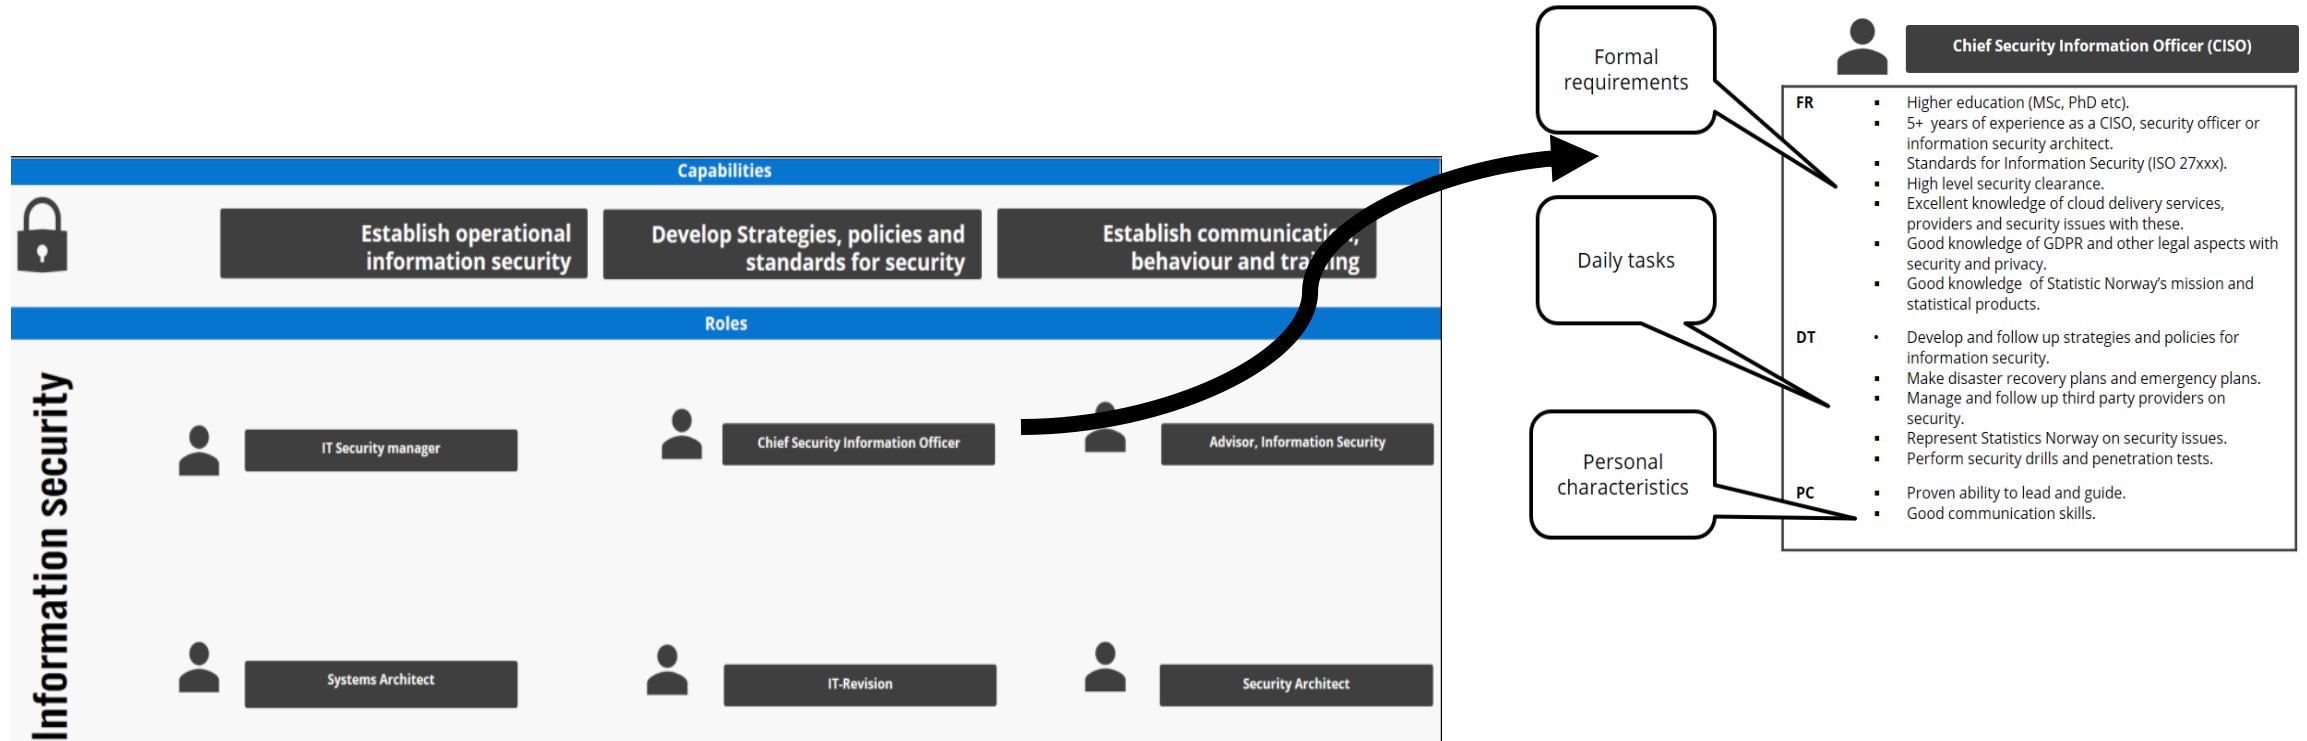 Capabilities
Establish operational
information security
Develop Strategies, policies and
standards for security
Establish communication,
behaviour and training
Roles
Information security
IT Security manager
Chief Security Information Officer
Advisor, Information Security
Systems Architect
IT-Revision
Security Architect
Formal
requirements
Daily tasks
Personal
characteristics
Chief Security Information Officer (CISO)
FR
▪ Higher education (MSc, PhD etc).
▪ 5+ years of experience as a CISO, security officer or
information security architect.
▪ Standards for Information Security (ISO 27xxx).
▪ High level security clearance.
▪ Excellent knowledge of cloud delivery services,
providers and security issues with these.
▪ Good knowledge of GDPR and other legal aspects with
security and privacy.
▪ Good knowledge of Statistic Norway's mission and
statistical products.
DT
• Develop and follow up strategies and policies for
information security.
▪ Make disaster recovery plans and emergency plans.
▪ Manage and follow up third party providers on
security.
▪ Represent Statistics Norway on security issues.
▪ Perform security drills and penetration tests.
PC
▪ Proven ability to lead and guide.
▪ Good communication skills.